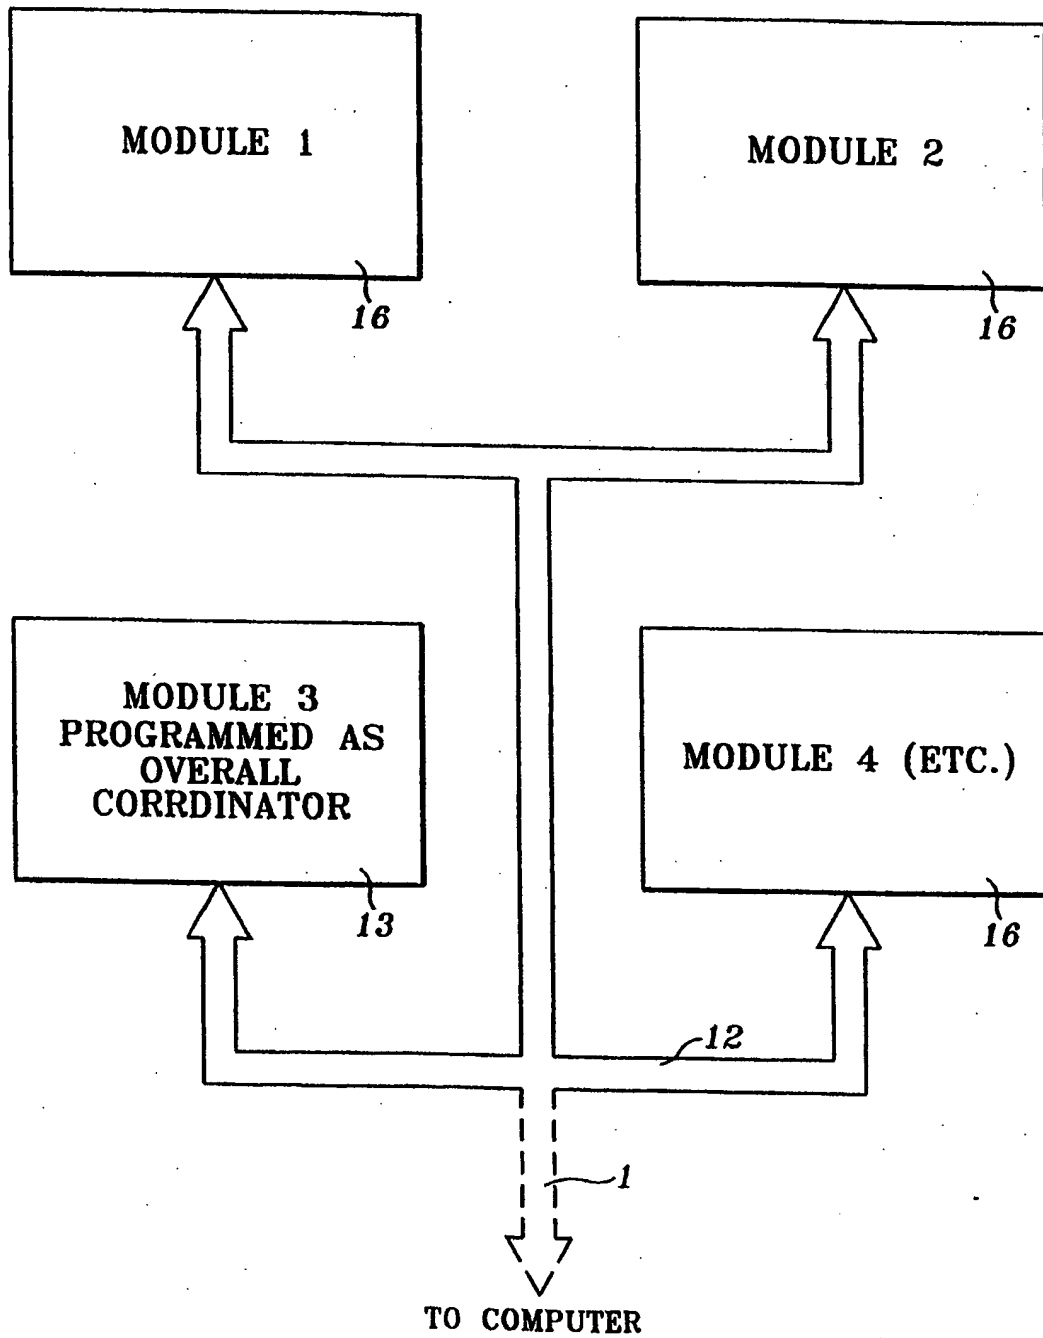 MODULE 1
16
MODULE 2
16
MODULE 3
PROGRAMMED AS
OVERALL
CORRDINATOR
13
MODULE 4 (ETC.)
16
12
1
TO COMPUTER